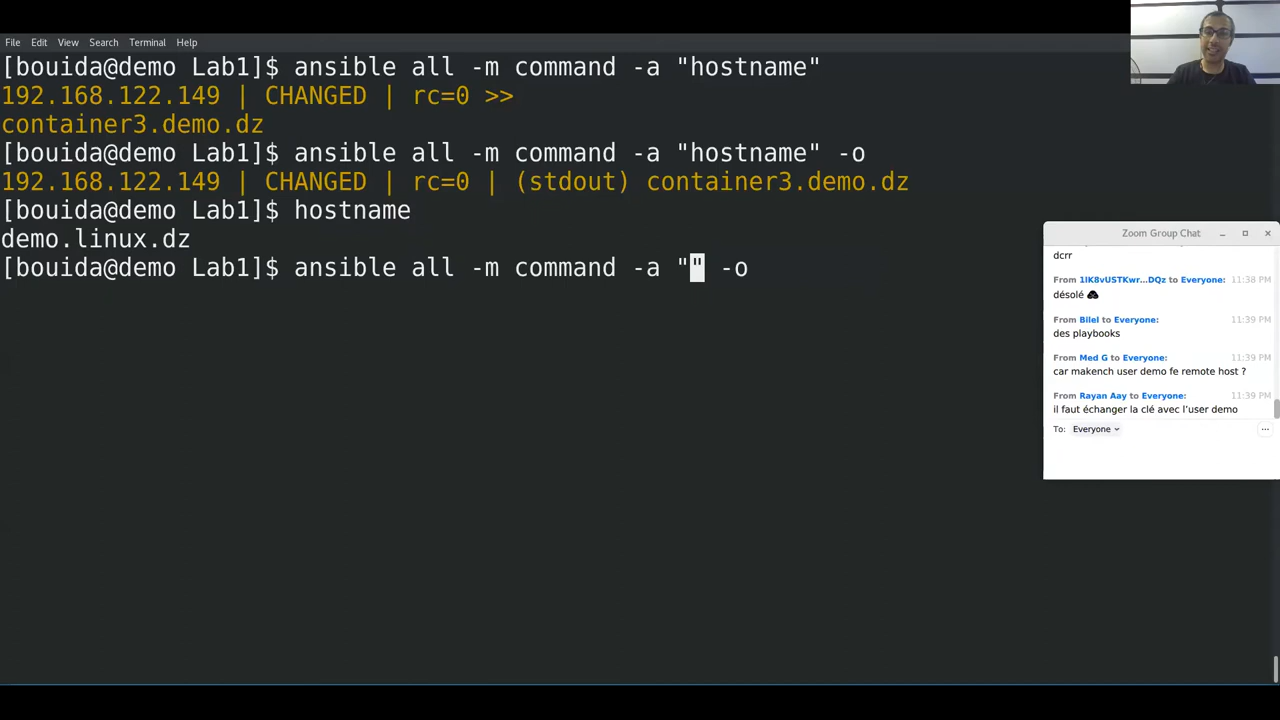 File Edit View Search Terminal Help
[bouida@demo Lab1]$ ansible all -m command -a "hostname"
192.168.122.149 | CHANGED | rc=0 >>
container3.demo.dz
[bouida@demo Lab1]$ ansible all -m command -a "hostname" -o
192.168.122.149 | CHANGED | rc=0 | (stdout) container3.demo.dz
[bouida@demo Lab1]$ hostname
demo.linux.dz
[bouida@demo Lab1]$ ansible all -m command -a "" -o
Zoom Group Chat
dcrr
From 1IK8vUSTKwr...DQz to Everyone: 11:38 PM
désolé
From Bilel to Everyone: 11:39 PM
des playbooks
From Med G to Everyone: 11:39 PM
car makench user demo fe remote host ?
From Rayan Aay to Everyone: 11:39 PM
il faut échanger la clé avec l'user demo
To: Everyone